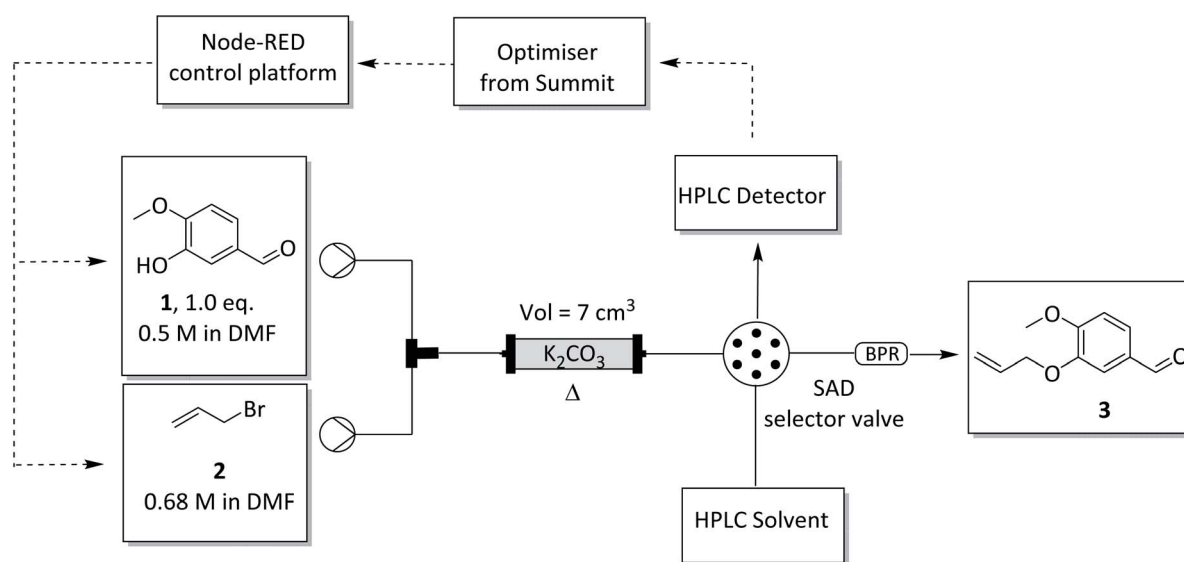 Node-RED
control platform
Optimiser
from Summit
HPLC Detector
O
HO
O
1, 1.0 eq.
0.5 M in DMF
Br
2
0.68 M in DMF
Vol = 7 cm³
K₂CO₃
Δ
SAD
selector valve
BPR
HPLC Solvent
O
O
O
3